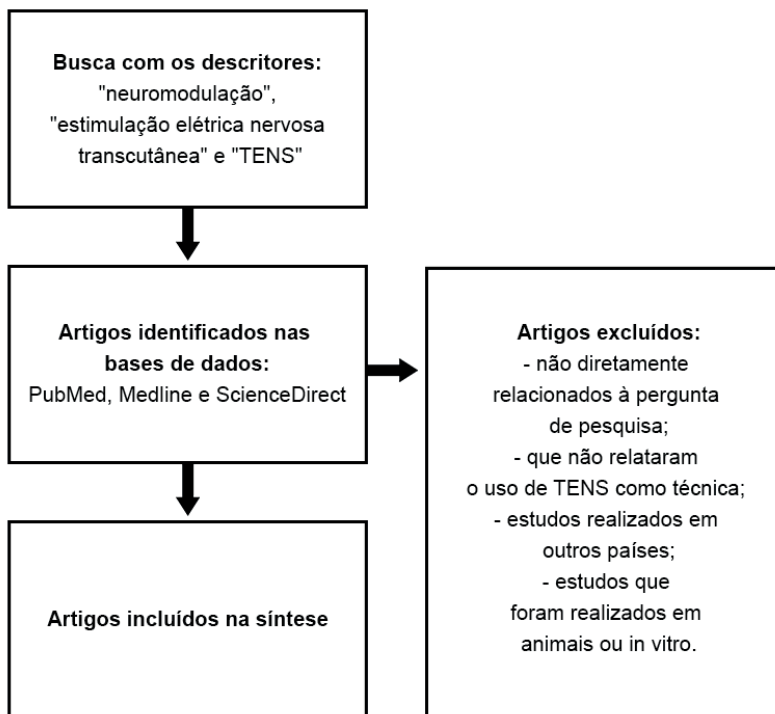 Busca com os descritores:
"neuromodulação",
"estimulação elétrica nervosa
transcutânea" e "TENS"
Artigos identificados nas
bases de dados:
PubMed, Medline e ScienceDirect
Artigos excluídos:
- não diretamente
relacionados à pergunta
de pesquisa;
- que não relataram
o uso de TENS como técnica;
- estudos realizados em
outros países;
- estudos que
foram realizados em
animais ou in vitro.
Artigos incluídos na síntese